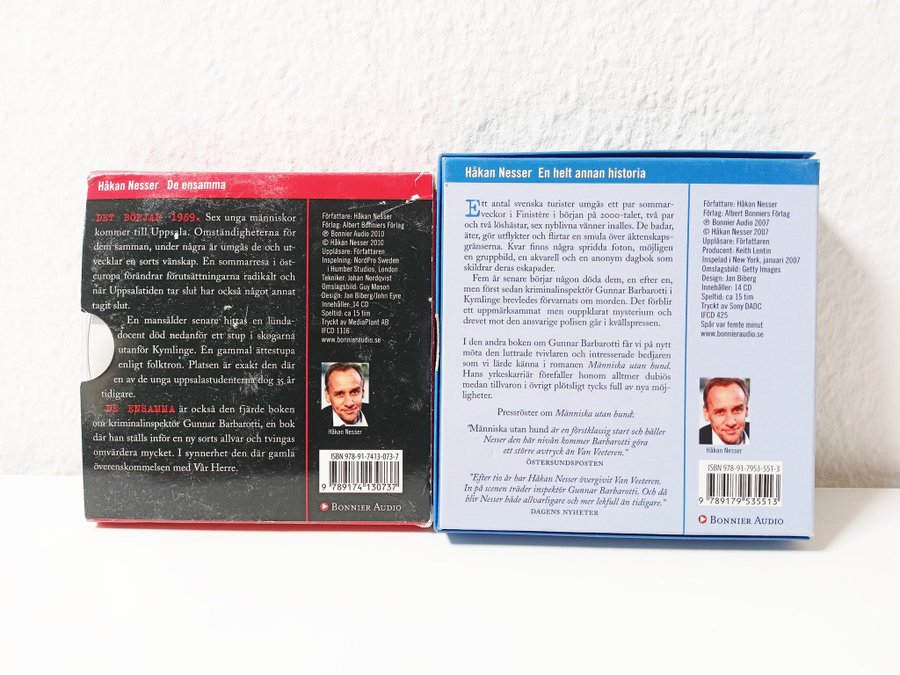 Håkan Nesser De ensamma
DET BÖRJAR 1969. Sex unga människor
kommer till Uppsala. Omständigheterna för
dem samman, under några år umgås de och ut-
vecklar en sorts vänskap. En sommarresa i öst-
europa förändrar förutsättningarna radikalt och
när Uppsalatiden tar slut har också något annat
tagit slut.
En mansålder senare hittas en lunda-
docent död nedanför ett stup i skogarna
utanför Kymlinge. En gammal ättestupa
enligt folktron. Platsen är exakt den där
en av de unga uppsalastudenterna dog 35 år
tidigare.
DE ENSAMMA är också den fjärde boken
om kriminalinspektör Gunnar Barbarotti, en bok
där han ställs inför en ny sorts allvar och tvingas
omvärdera mycket. I synnerhet den där gamla
överenskommelsen med Vår Herre.
Författare: Håkan Nesser
Förlag: Albert Bonniers Förlag
℗ Bonnier Audio 2010
© Håkan Nesser 2010
Uppläsare: Författaren
Inspelning: NordPro Sweden
i Humber Studios, London
Tekniker: Johan Nordqvist
Omslagsbild: Guy Mason
Design: Jan Biberg/John Eyre
Innehåller: 14 CD
Speltid: ca 15 tim
Tryckt av MediaPlant AB
IFCD 1116
www.bonnieraudio.se
Håkan Nesser
ISBN 978-91-7413-073-7
9 789174 130737
BONNIER AUDIO
Håkan Nesser En helt annan historia
Ett antal svenska turister umgås ett par sommar-
veckor i Finistère i början på 2000-talet, två par
och två löshästar, sex nyblivna vänner inalles. De badar,
äter, gör utflykter och flirtar en smula över äktenskaps-
gränserna. Kvar finns några spridda foton, möjligen
en gruppbild, en akvarell och en anonym dagbok som
skildrar deras eskapader.
Fem år senare börjar någon döda dem, en efter en,
men först sedan kriminalinspektör Gunnar Barbarotti i
Kymlinge brevledes förvarnats om morden. Det förblir
ett uppmärksammat men ouppklarat mysterium och
drevet mot den ansvarige polisen går i kvällspressen.
I den andra boken om Gunnar Barbarotti får vi på nytt
möta den luttrade tvivlaren och intresserade bedjaren
som vi lärde känna i romanen Människa utan hund.
Hans yrkeskarriär förefaller honom alltmer dubiös
medan tillvaron i övrigt plötsligt tycks full av nya möj-
ligheter.
Pressröster om Människa utan hund:
"Människa utan hund är en förstklassig start och håller
Nesser den här nivån kommer Barbarotti göra
ett större avtryck än Van Veeteren."
ÖSTERSUNDSPOSTEN
"Efter tio år har Håkan Nesser övergivit Van Veeteren.
In på scenen träder inspektör Gunnar Barbarotti. Och då
blir Nesser både allvarligare och mer lekfull än tidigare."
DAGENS NYHETER
Författare: Håkan Nesser
Förlag: Albert Bonniers Förlag
℗ Bonnier Audio 2007
© Håkan Nesser 2007
Uppläsare: Författaren
Producent: Keith Lentin
Inspelad i New York, januari 2007
Omslagsbild: Getty Images
Design: Jan Biberg
Innehåller: 14 CD
Speltid: ca 15 tim
Tryckt av Sony DADC
IFCD 425
Spår var femte minut
www.bonnieraudio.se
Håkan Nesser
ISBN 978-91-7953-551-3
9 789179 535513
BONNIER AUDIO